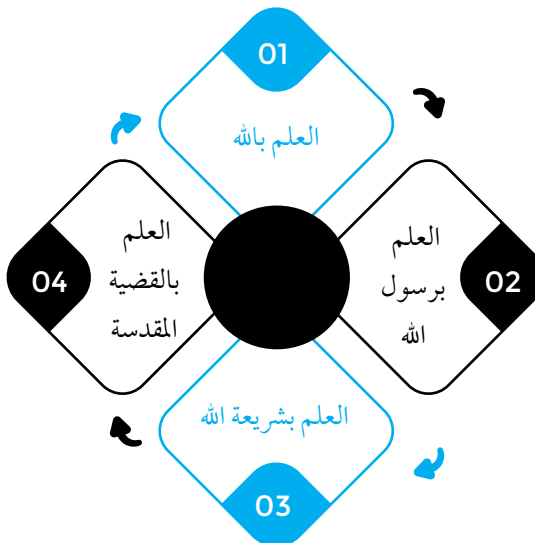 01
العلم بالله
02
العلم
برسول
الله
03
العلم بشريعة الله
04
العلم
بالقضية
المقدسة